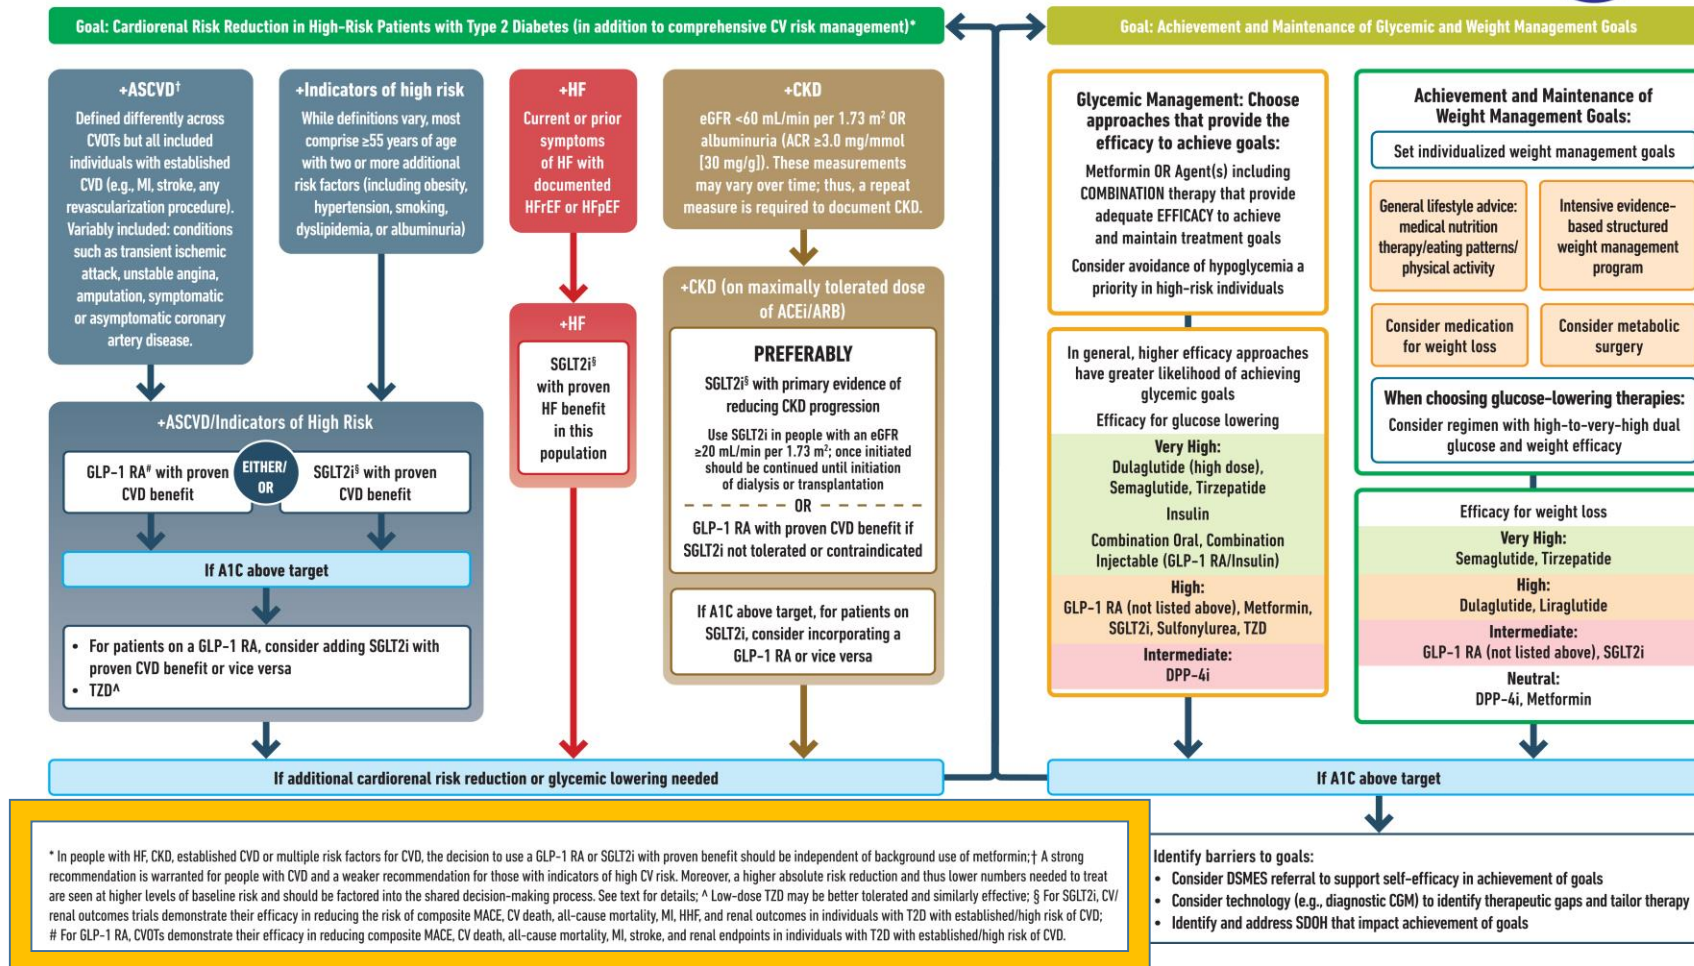 Goal: Cardiorenal Risk Reduction in High-Risk Patients with Type 2 Diabetes (in addition to comprehensive CV risk management)*
+ASCVD†
Defined differently across
CVOTs but all included
individuals with established
CVD (e.g., MI, stroke, any
revascularization procedure).
Variably included: conditions
such as transient ischemic
attack, unstable angina,
amputation, symptomatic
or asymptomatic coronary
artery disease.
+Indicators of high risk
While definitions vary, most
comprise ≥55 years of age
with two or more additional
risk factors (including obesity,
hypertension, smoking,
dyslipidemia, or albuminuria)
+HF
Current or prior
symptoms
of HF with
documented
HFrEF or HFpEF
+CKD
eGFR <60 mL/min per 1.73 m² OR
albuminuria (ACR ≥3.0 mg/mmol
[30 mg/g]). These measurements
may vary over time; thus, a repeat
measure is required to document CKD.
+ASCVD/Indicators of High Risk
GLP-1 RA# with proven
CVD benefit
EITHER/
OR
SGLT2i§ with proven
CVD benefit
If A1C above target
• For patients on a GLP-1 RA, consider adding SGLT2i with
proven CVD benefit or vice versa
• TZD^
+HF
SGLT2i§
with proven
HF benefit
in this
population
+CKD (on maximally tolerated dose
of ACEi/ARB)
PREFERABLY
SGLT2i§ with primary evidence of
reducing CKD progression
Use SGLT2i in people with an eGFR
≥20 mL/min per 1.73 m²; once initiated
should be continued until initiation
of dialysis or transplantation
OR
GLP-1 RA with proven CVD benefit if
SGLT2i not tolerated or contraindicated
If A1C above target, for patients on
SGLT2i, consider incorporating a
GLP-1 RA or vice versa
If additional cardiorenal risk reduction or glycemic lowering needed
* In people with HF, CKD, established CVD or multiple risk factors for CVD, the decision to use a GLP-1 RA or SGLT2i with proven benefit should be independent of background use of metformin; † A strong
recommendation is warranted for people with CVD and a weaker recommendation for those with indicators of high CV risk. Moreover, a higher absolute risk reduction and thus lower numbers needed to treat
are seen at higher levels of baseline risk and should be factored into the shared decision-making process. See text for details; ^ Low-dose TZD may be better tolerated and similarly effective; § For SGLT2i, CV/
renal outcomes trials demonstrate their efficacy in reducing the risk of composite MACE, CV death, all-cause mortality, MI, HHF, and renal outcomes in individuals with T2D with established/high risk of CVD;
# For GLP-1 RA, CVOTs demonstrate their efficacy in reducing composite MACE, CV death, all-cause mortality, MI, stroke, and renal endpoints in individuals with T2D with established/high risk of CVD.
Goal: Achievement and Maintenance of Glycemic and Weight Management Goals
Glycemic Management: Choose
approaches that provide the
efficacy to achieve goals:
Metformin OR Agent(s) including
COMBINATION therapy that provide
adequate EFFICACY to achieve
and maintain treatment goals
Consider avoidance of hypoglycemia a
priority in high-risk individuals
In general, higher efficacy approaches
have greater likelihood of achieving
glycemic goals
Efficacy for glucose lowering
Very High:
Dulaglutide (high dose),
Semaglutide, Tirzepatide
Insulin
Combination Oral, Combination
Injectable (GLP-1 RA/Insulin)
High:
GLP-1 RA (not listed above), Metformin,
SGLT2i, Sulfonylurea, TZD
Intermediate:
DPP-4i
Achievement and Maintenance of
Weight Management Goals:
Set individualized weight management goals
General lifestyle advice:
medical nutrition
therapy/eating patterns/
physical activity
Intensive evidence-
based structured
weight management
program
Consider medication
for weight loss
Consider metabolic
surgery
When choosing glucose-lowering therapies:
Consider regimen with high-to-very-high dual
glucose and weight efficacy
Efficacy for weight loss
Very High:
Semaglutide, Tirzepatide
High:
Dulaglutide, Liraglutide
Intermediate:
GLP-1 RA (not listed above), SGLT2i
Neutral:
DPP-4i, Metformin
If A1C above target
Identify barriers to goals:
• Consider DSMES referral to support self-efficacy in achievement of goals
• Consider technology (e.g., diagnostic CGM) to identify therapeutic gaps and tailor therapy
• Identify and address SDOH that impact achievement of goals